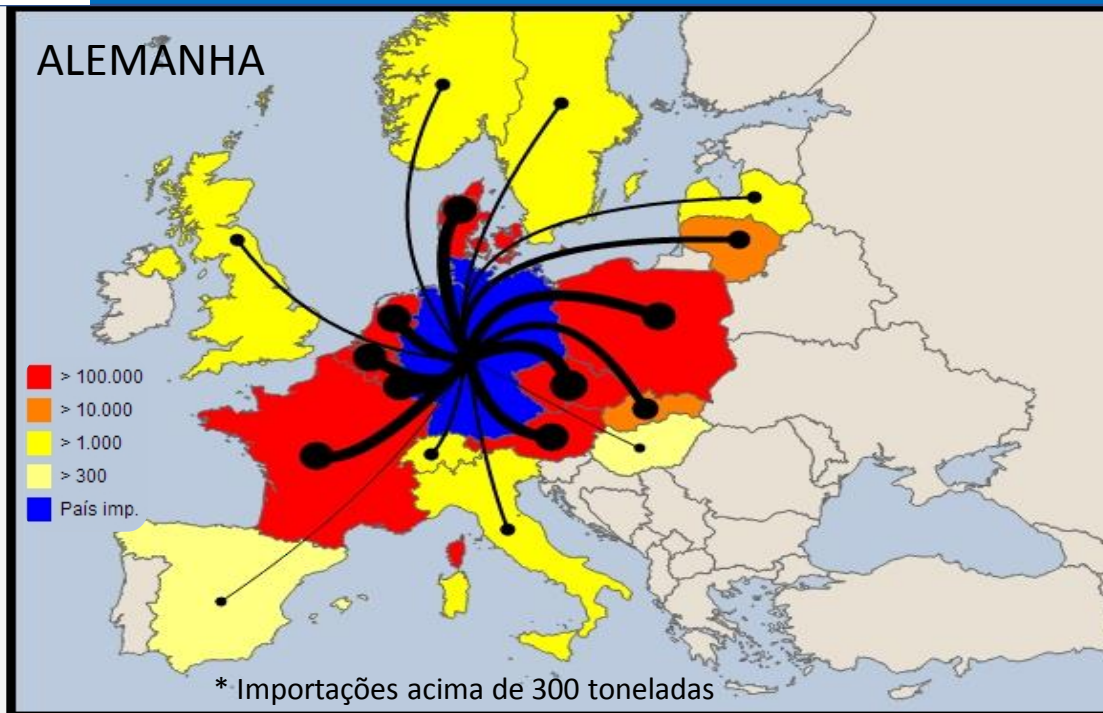 ALEMANHA
> 100.000
> 10.000
> 1.000
> 300
País imp.
* Importações acima de 300 toneladas